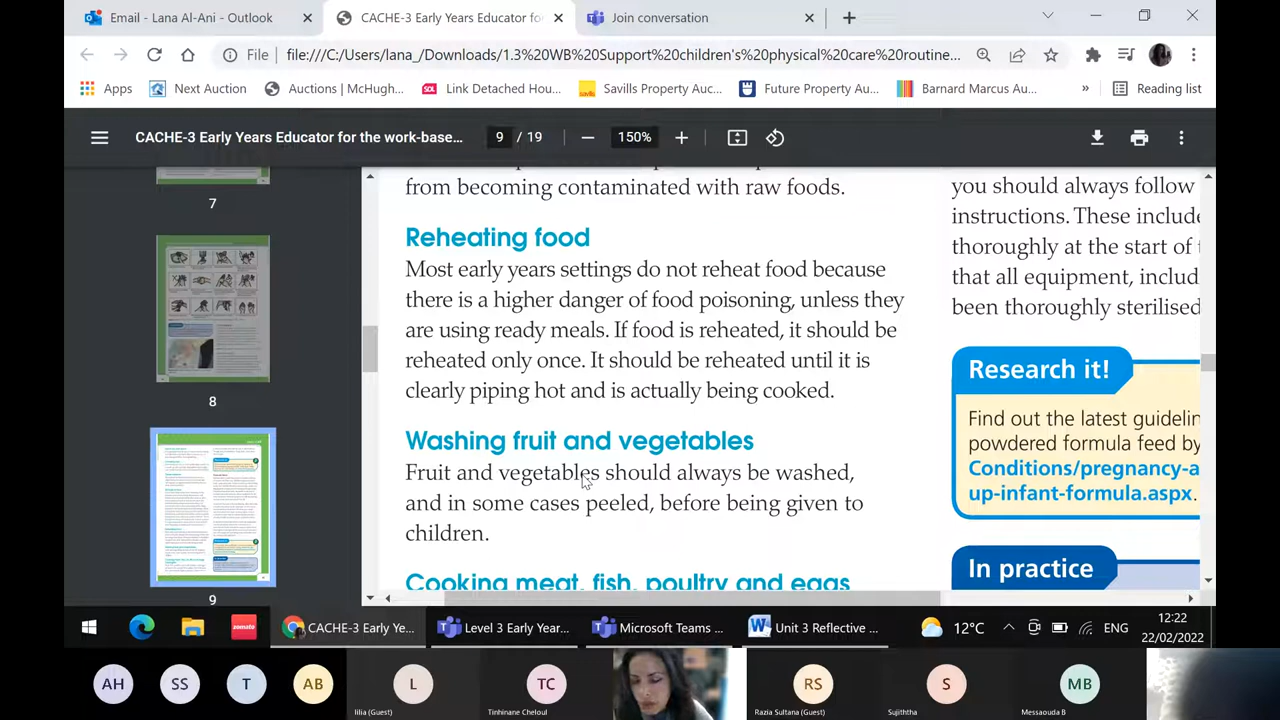 Email - Lana Al-Ani - Outlook
CACHE-3 Early Years Educator fo
Join conversation
File
file:///C:/Users/lana_/Downloads/1.3%20WB%20Support%20children's%20physical%20care%20routine...
Apps
Next Auction
Auctions | McHugh...
Link Detached Hou...
Savills Property Auc...
Future Property Au...
Barnard Marcus Au...
»
Reading list
CACHE-3 Early Years Educator for the work-base...
9 / 19
150%
7
8
9
from becoming contaminated with raw foods.
Reheating food
Most early years settings do not reheat food because
there is a higher danger of food poisoning, unless they
are using ready meals. If food is reheated, it should be
reheated only once. It should be reheated until it is
clearly piping hot and is actually being cooked.
Washing fruit and vegetables
Fruit and vegetables should always be washed,
and in some cases peeled, before being given to
children.
Cooking meat, fish, poultry and eggs
you should always follow
instructions. These include
thoroughly at the start of
that all equipment, includ
been thoroughly sterilised
Research it!
Find out the latest guidelin
powdered formula feed by
Conditions/pregnancy-a
up-infant-formula.aspx.
In practice
zomato
CACHE-3 Early Ye...
Level 3 Early Year...
Microsoft Teams ...
Unit 3 Reflective ...
12°C
ENG
12:22
22/02/2022
AH
SS
T
AB
L
lilia (Guest)
TC
Tinhinane Cheloul
RS
Razia Sultana (Guest)
S
Sujiththa
MB
Messaouda B